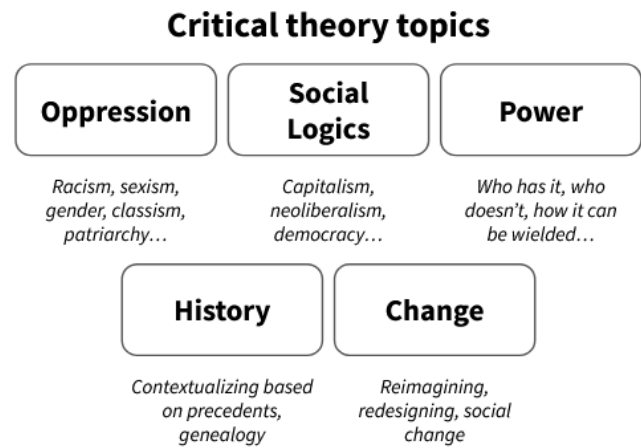 Critical theory topics
Oppression
Social
Logics
Power
Racism, sexism,
gender, classism,
patriarchy…
Capitalism,
neoliberalism,
democracy…
Who has it, who
doesn’t, how it can
be wielded…
History
Change
Contextualizing based
on precedents,
genealogy
Reimagining,
redesigning, social
change